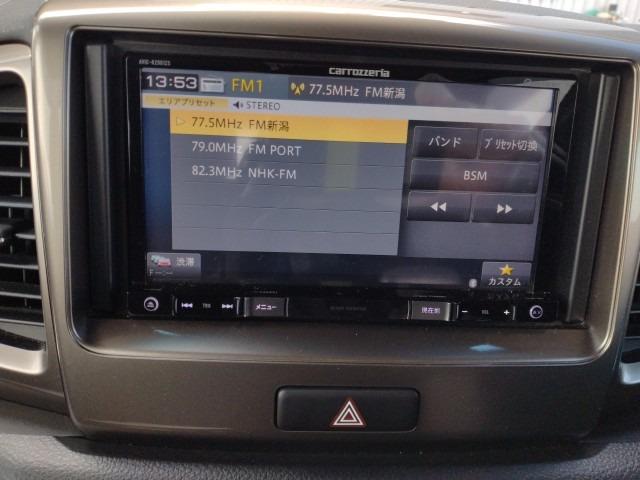 carrozzeria
13:53 FM1 77.5MHz FM新潟
エリアプリセット STEREO
77.5MHz FM新潟
79.0MHz FM PORT
82.3MHz NHK-FM
バンド プリセット切換
BSM
渋滞
F --:--
カスタム
TRK メニュー 現在地 - VOL +